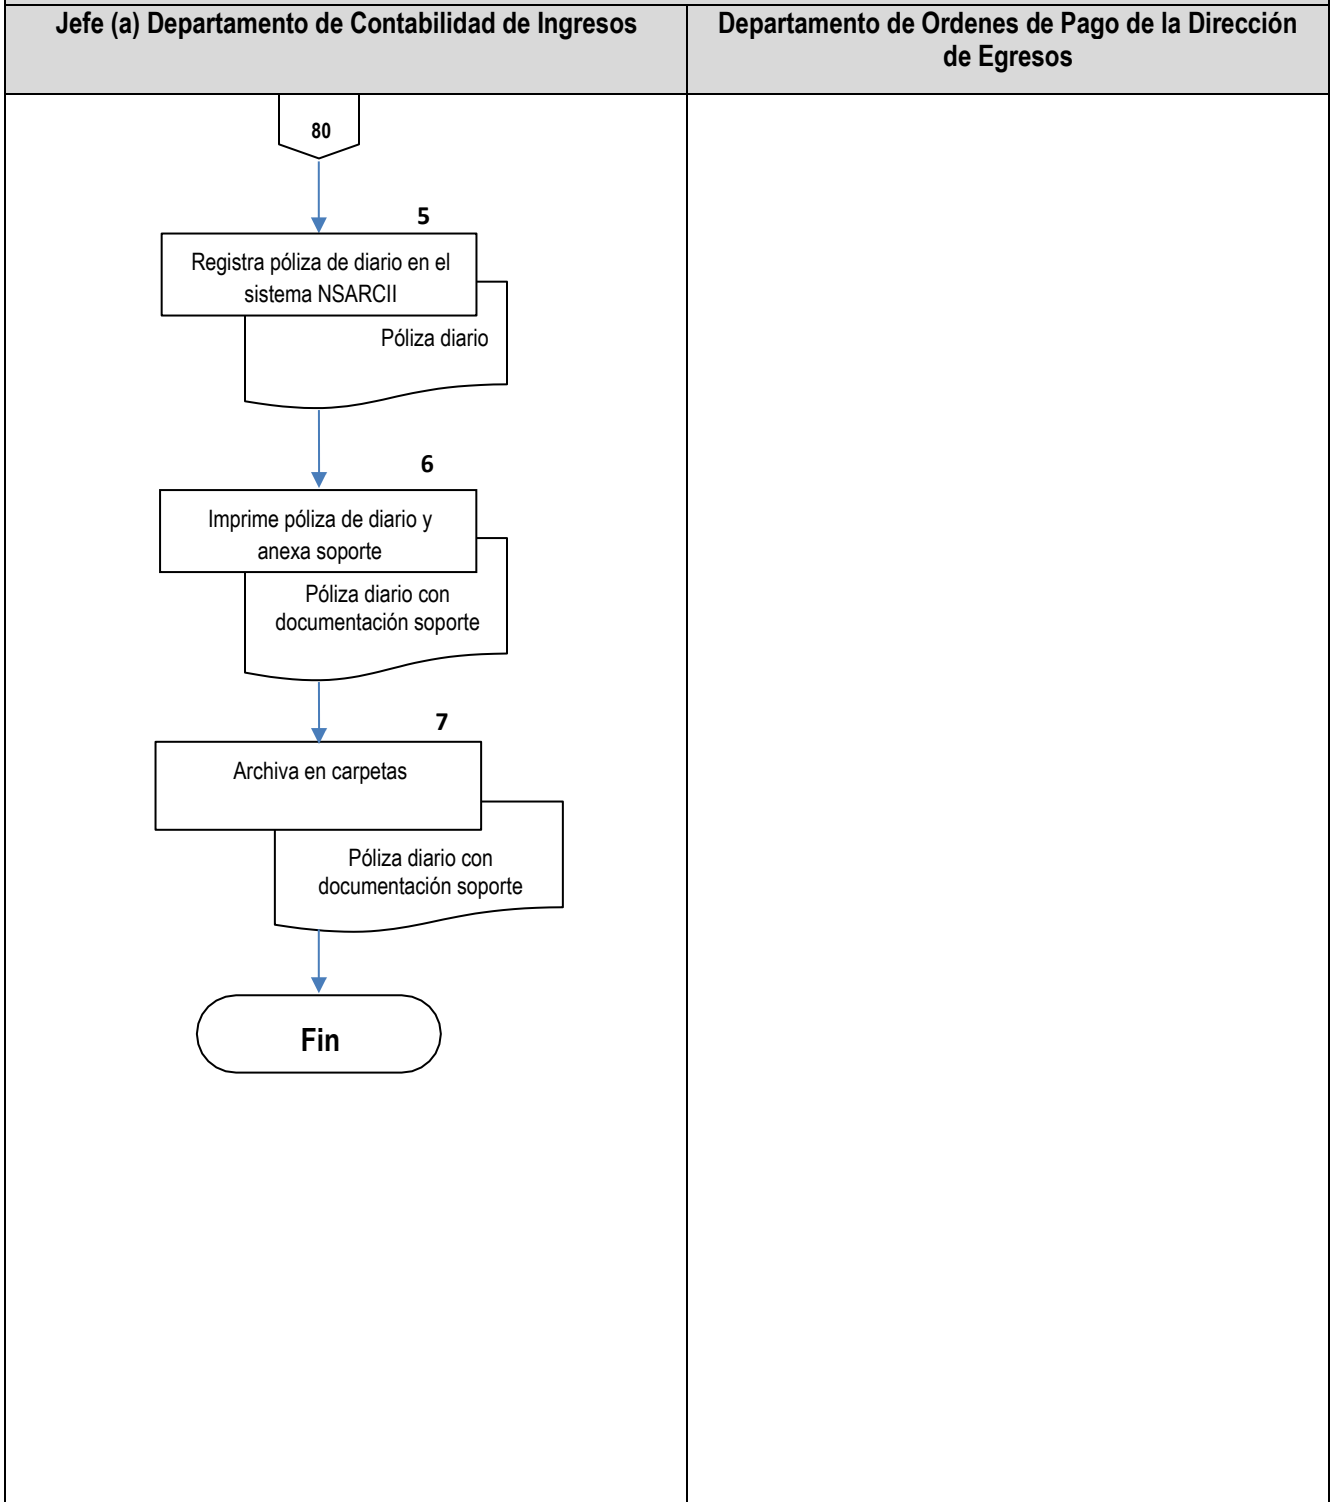 Jefe (a) Departamento de Contabilidad de Ingresos
Departamento de Ordenes de Pago de la Dirección
de Egresos
80
5
Registra póliza de diario en el
sistema NSARCII
Póliza diario
6
Imprime póliza de diario y
anexa soporte
Póliza diario con
documentación soporte
7
Archiva en carpetas
Póliza diario con
documentación soporte
Fin